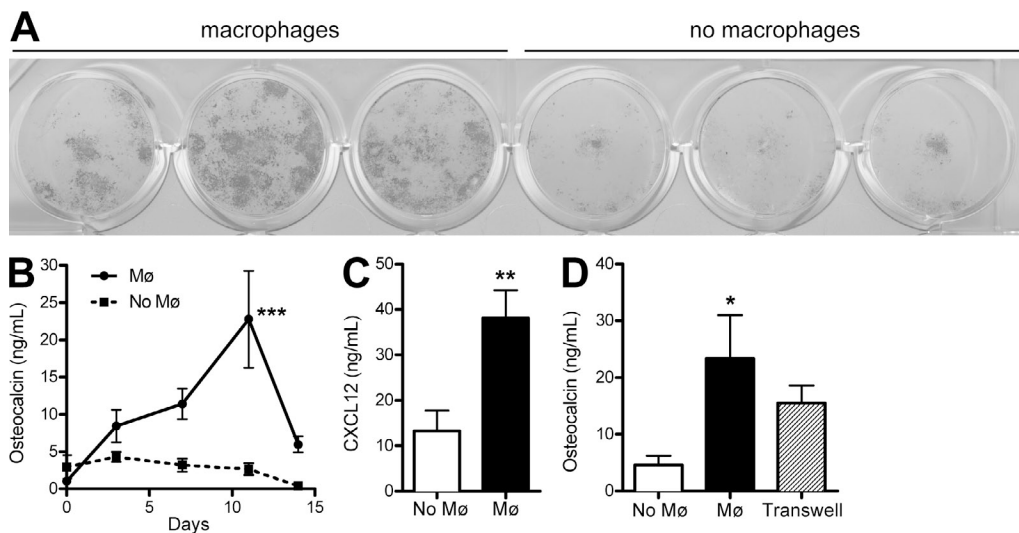 A
macrophages
no macrophages
B
Osteocalcin (ng/mL)
30
25
20
15
10
5
0
Mø
No Mø
***
0
5
10
15
Days
C
CXCL12 (ng/mL)
50
40
30
20
10
0
**
No Mø
Mø
D
Osteocalcin (ng/mL)
40
30
20
10
0
*
No Mø
Mø
Transwell